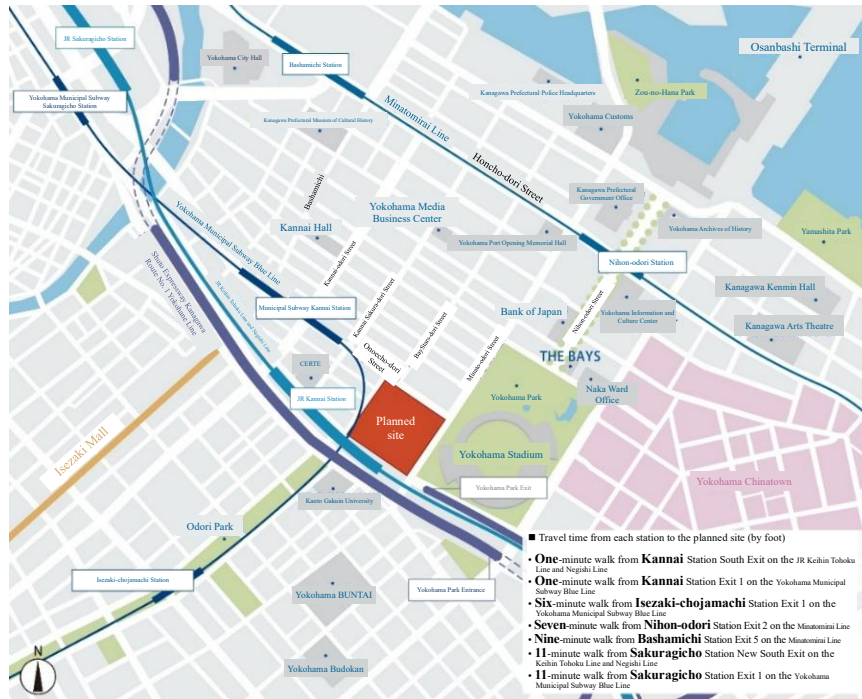 JR Sakuragicho Station
Yokohama City Hall
Bashamichi Station
Osanbashi Terminal
Yokohama Municipal Subway
Sakuragicho Station
Kanagawa Prefectural Police Headquarters
Zou-no-Hana Park
Minatomirai Line
Yokohama Customs
Kanagawa Prefectural Museum of Cultural History
Honcho-dori Street
Bashamichi
Kanagawa Prefectural
Government Office
Yokohama Media
Business Center
Yokohama Municipal Subway Blue Line
Kannai Hall
Yokohama Port Opening Memorial Hall
Yokohama Archives of History
Yamashita Park
Shuto Expressway Kanagawa
Route No. 1 Yokohane Line
Kannai-odori Street
Nihon-odori Station
JR Keihin Tohoku Line and Negishi Line
Municipal Subway Kannai Station
Kannai Sakura-dori Street
BayStars-dori Street
Bank of Japan
Nihon-odori Street
Yokohama Information and
Culture Center
Kanagawa Kenmin Hall
Kanagawa Arts Theatre
Onoecho-dori
Street
Minato-odori Street
THE BAYS
CERTE
JR Kannai Station
Yokohama Park
Naka Ward
Office
Planned
site
Isezaki Mall
Yokohama Stadium
Yokohama Chinatown
Yokohama Park Exit
Kanto Gakuin University
Odori Park
Isezaki-chojamachi Station
Yokohama BUNTAI
Yokohama Park Entrance
Yokohama Budokan
N
■ Travel time from each station to the planned site (by foot)
• One-minute walk from Kannai Station South Exit on the JR Keihin Tohoku
Line and Negishi Line
• One-minute walk from Kannai Station Exit 1 on the Yokohama Municipal
Subway Blue Line
• Six-minute walk from Isezaki-chojamachi Station Exit 1 on the
Yokohama Municipal Subway Blue Line
• Seven-minute walk from Nihon-odori Station Exit 2 on the Minatomirai Line
• Nine-minute walk from Bashamichi Station Exit 5 on the Minatomirai Line
• 11-minute walk from Sakuragicho Station New South Exit on the
Keihin Tohoku Line and Negishi Line
• 11-minute walk from Sakuragicho Station Exit 1 on the Yokohama
Municipal Subway Blue Line